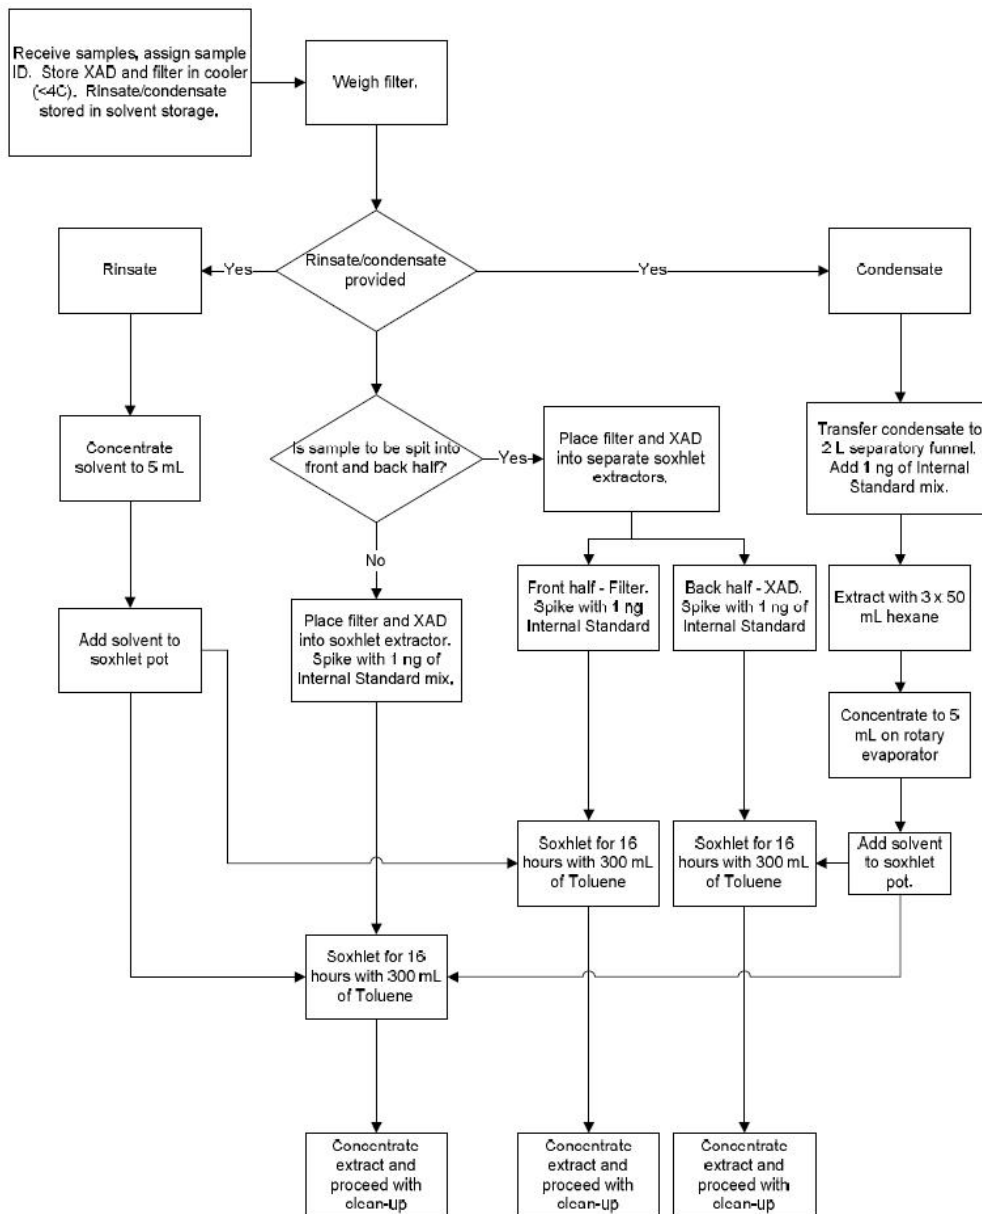 Receive samples, assign sample
ID. Store XAD and filter in cooler
(<4C). Rinsate/condensate
stored in solvent storage.
Weigh filter.
Rinsate
Yes
Rinsate/condensate
provided
Yes
Condensate
Concentrate
solvent to 5 mL
Is sample to be spit into
front and back half?
Yes
Place filter and XAD
into separate soxhlet
extractors.
Transfer condensate to
2 L separatory funnel.
Add 1 ng of Internal
Standard mix.
No
Add solvent to
soxhlet pot
Place filter and XAD
into soxhlet extractor.
Spike with 1 ng of
Internal Standard mix.
Front half - Filter.
Spike with 1 ng
Internal Standard
Back half - XAD.
Spike with 1 ng of
Internal Standard
Extract with 3 x 50
mL hexane
Concentrate to 5
mL on rotary
evaporator
Soxhlet for 16
hours with 300 mL
of Toluene
Soxhlet for 16
hours with 300 mL
of Toluene
Add solvent
to soxhlet
pot.
Soxhlet for 16
hours with 300 mL
of Toluene
Concentrate
extract and
proceed with
clean-up
Concentrate
extract and
proceed with
clean-up
Concentrate
extract and
proceed with
clean-up